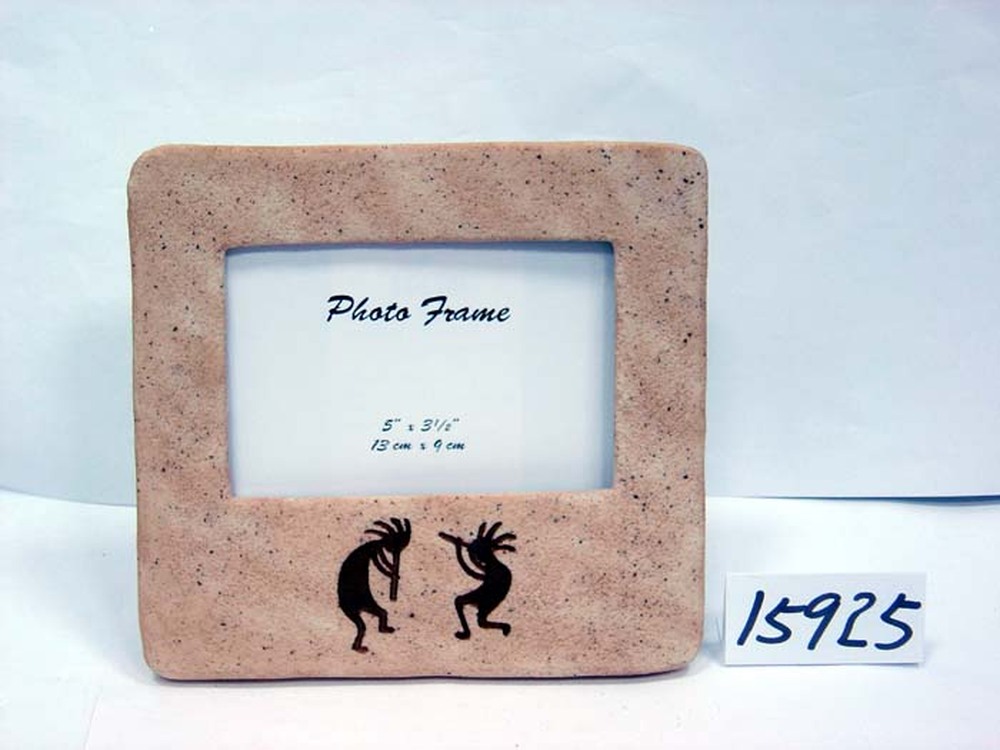 Photo Frame
5" x 3½"
13 cm x 9 cm
15925